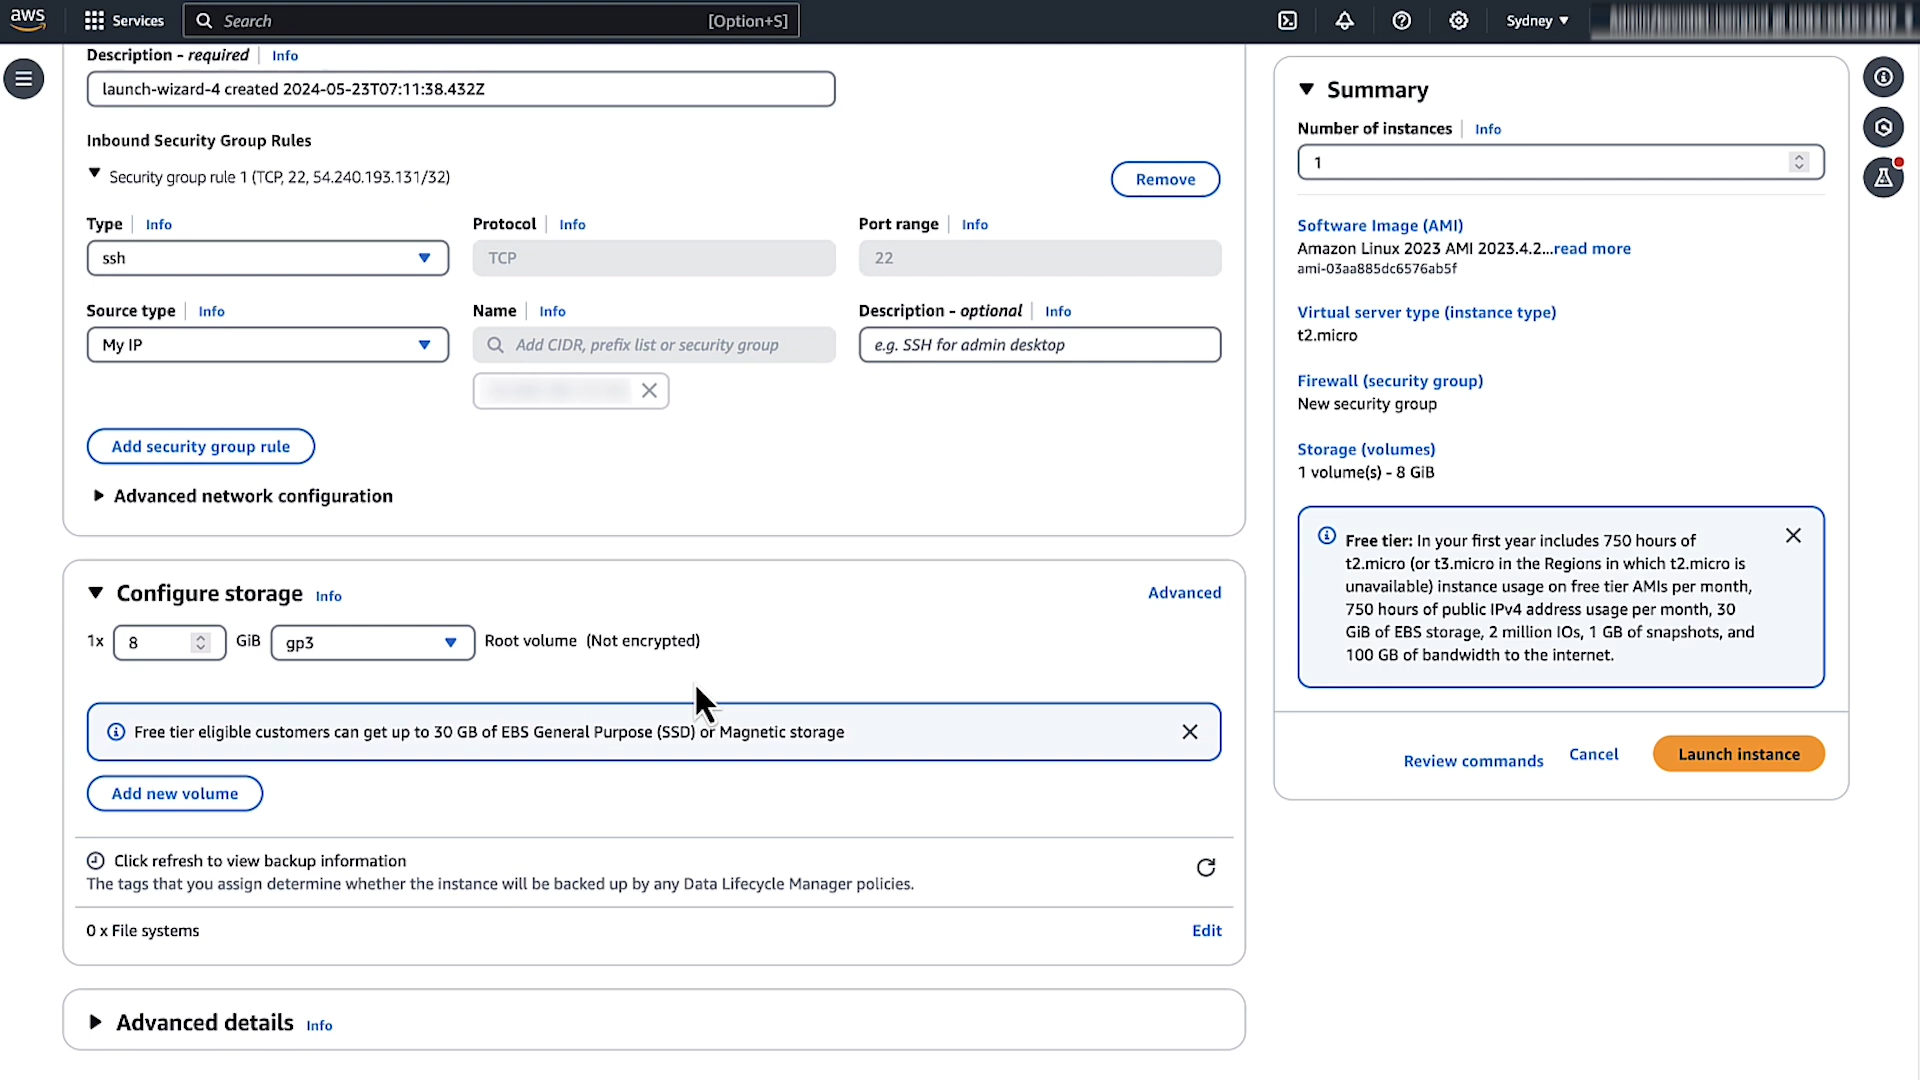 aws
Services
Search
[Option+S]
Sydney
Description - required
Info
launch-wizard-4 created 2024-05-23T07:11:38.432Z
Inbound Security Group Rules
Security group rule 1 (TCP, 22, 54.240.193.131/32)
Remove
Type
Info
Protocol
Info
Port range
Info
ssh
TCP
22
Source type
Info
Name
Info
Description - optional
Info
My IP
Add CIDR, prefix list or security group
e.g. SSH for admin desktop
Add security group rule
Advanced network configuration
Configure storage
Info
Advanced
1x
8
GiB
gp3
Root volume (Not encrypted)
Free tier eligible customers can get up to 30 GB of EBS General Purpose (SSD) or Magnetic storage
Add new volume
Click refresh to view backup information
The tags that you assign determine whether the instance will be backed up by any Data Lifecycle Manager policies.
0 x File systems
Edit
Advanced details
Info
Summary
Number of instances
Info
1
Software Image (AMI)
Amazon Linux 2023 AMI 2023.4.2...read more
ami-03aa885dc6576ab5f
Virtual server type (instance type)
t2.micro
Firewall (security group)
New security group
Storage (volumes)
1 volume(s) - 8 GiB
Free tier: In your first year includes 750 hours of
t2.micro (or t3.micro in the Regions in which t2.micro is
unavailable) instance usage on free tier AMIs per month,
750 hours of public IPv4 address usage per month, 30
GiB of EBS storage, 2 million IOs, 1 GB of snapshots, and
100 GB of bandwidth to the internet.
Review commands
Cancel
Launch instance